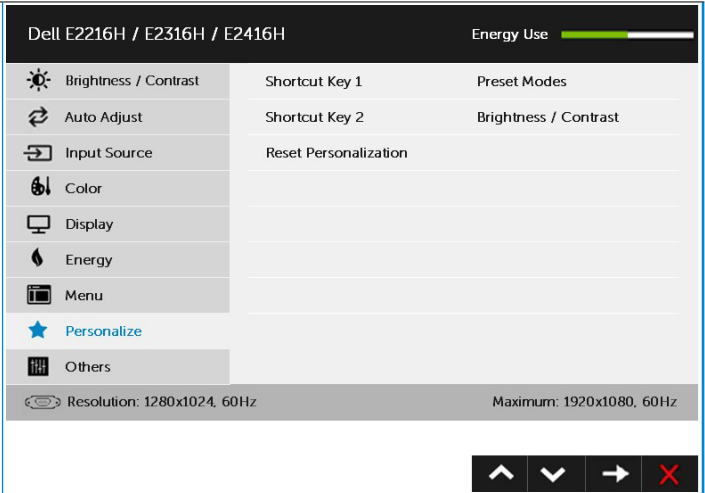 Dell E2216H / E2316H / E2416H Energy Use
Brightness / Contrast Shortcut Key 1 Preset Modes
Auto Adjust Shortcut Key 2 Brightness / Contrast
Input Source Reset Personalization
Color
Display
Energy
Menu
Personalize
Others
Resolution: 1280x1024, 60Hz Maximum: 1920x1080, 60Hz